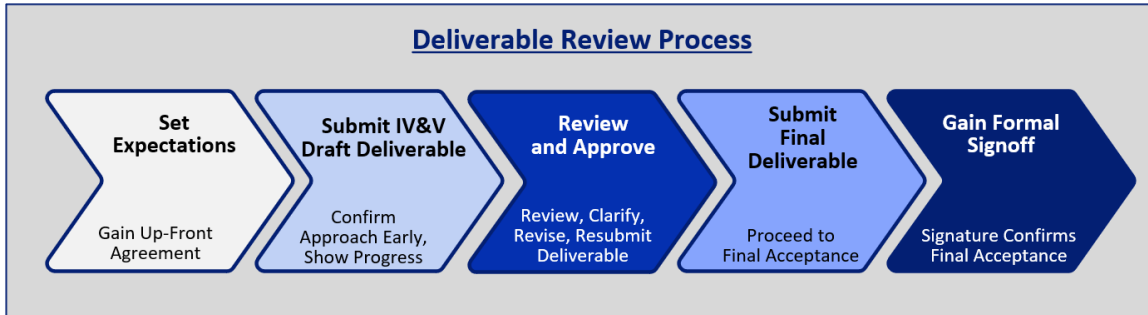 Deliverable Review Process
Set
Expectations
Gain Up-Front
Agreement
Submit IV&V
Draft Deliverable
Confirm
Approach Early,
Show Progress
Review
and Approve
Review, Clarify,
Revise, Resubmit
Deliverable
Submit
Final
Deliverable
Proceed to
Final Acceptance
Gain Formal
Signoff
Signature Confirms
Final Acceptance